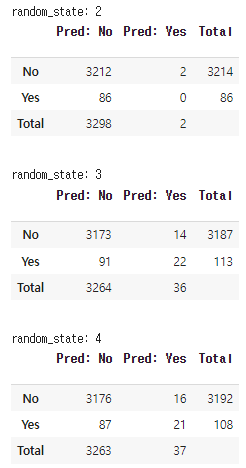 random_state: 2
Pred: No Pred: Yes Total
No 3212 2 3214
Yes 86 0 86
Total 3298 2
random_state: 3
Pred: No Pred: Yes Total
No 3173 14 3187
Yes 91 22 113
Total 3264 36
random_state: 4
Pred: No Pred: Yes Total
No 3176 16 3192
Yes 87 21 108
Total 3263 37